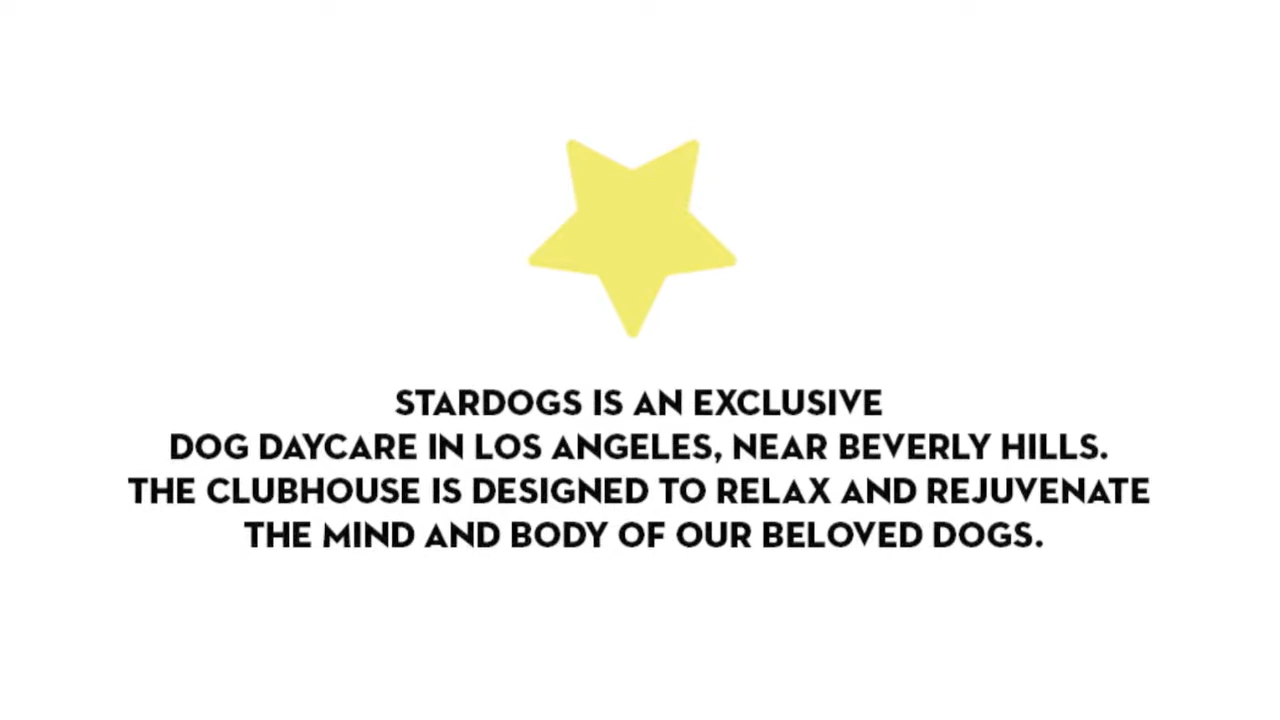 STARDOGS IS AN EXCLUSIVE
DOG DAYCARE IN LOS ANGELES, NEAR BEVERLY HILLS.
THE CLUBHOUSE IS DESIGNED TO RELAX AND REJUVENATE
THE MIND AND BODY OF OUR BELOVED DOGS.